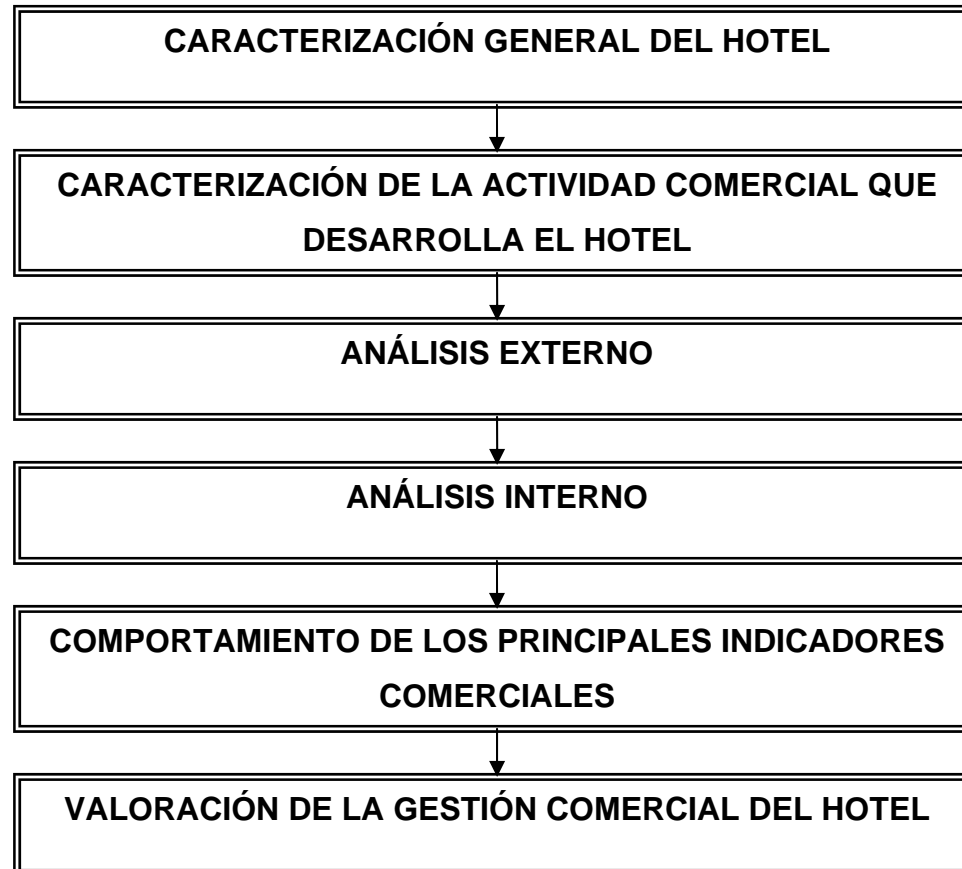 CARACTERIZACIÓN GENERAL DEL HOTEL
CARACTERIZACIÓN DE LA ACTIVIDAD COMERCIAL QUE
DESARROLLA EL HOTEL
ANÁLISIS EXTERNO
ANÁLISIS INTERNO
COMPORTAMIENTO DE LOS PRINCIPALES INDICADORES
COMERCIALES
VALORACIÓN DE LA GESTIÓN COMERCIAL DEL HOTEL